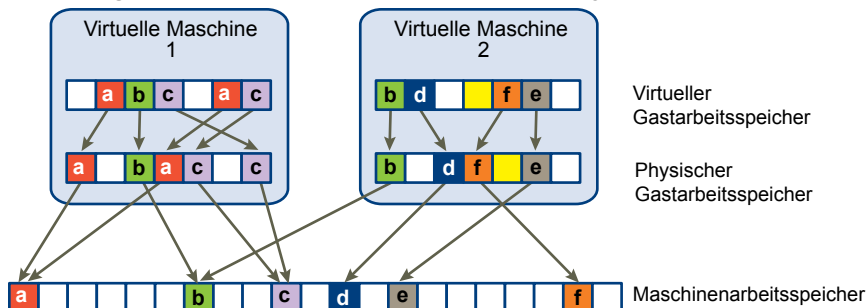 Virtuelle Maschine
1
Virtuelle Maschine
2
a b c a c
b d f e
Virtueller
Gastarbeitsspeicher
a b a c c
b d f e
Physischer
Gastarbeitsspeicher
a b c d e f
Maschinenarbeitsspeicher